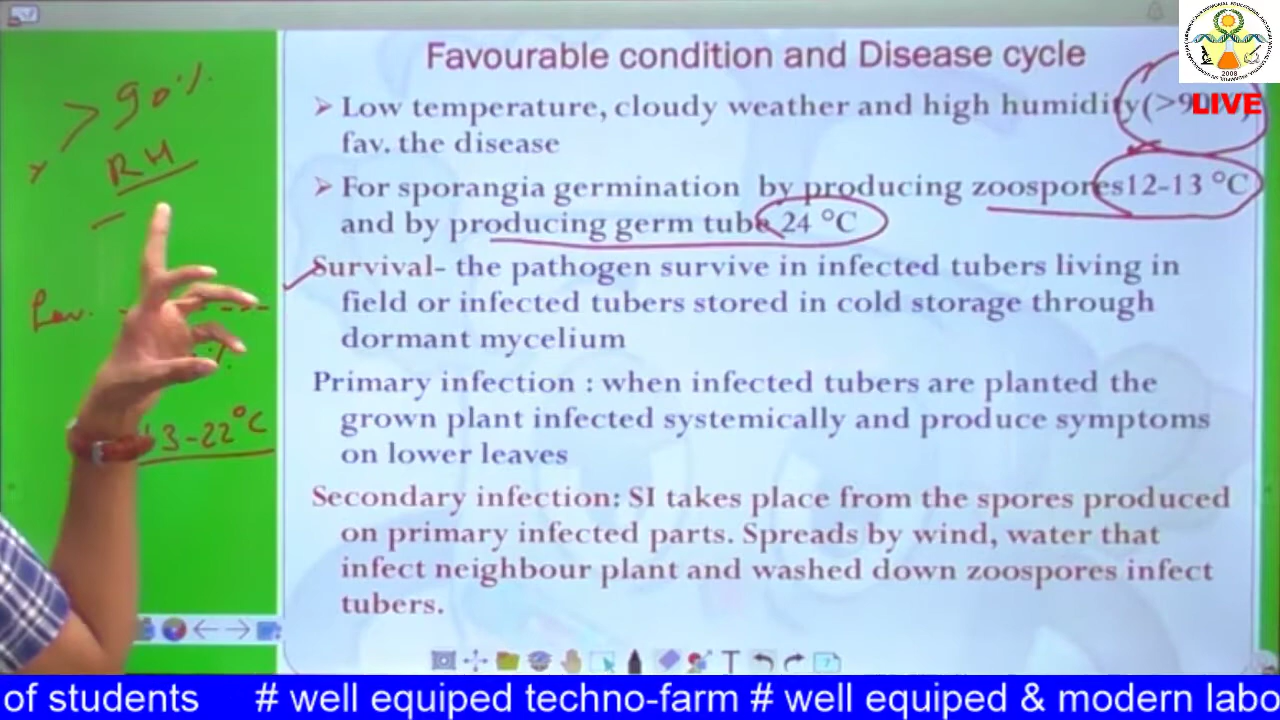 Favourable condition and Disease cycle
➤ Low temperature, cloudy weather and high humidity(>9
fav. the disease
➤ For sporangia germination by producing zoospores12-13 °C
and by producing germ tube 24 °C
Survival- the pathogen survive in infected tubers living in
field or infected tubers stored in cold storage through
dormant mycelium
Primary infection : when infected tubers are planted the
grown plant infected systemically and produce symptoms
on lower leaves
Secondary infection: SI takes place from the spores produced
on primary infected parts. Spreads by wind, water that
infect neighbour plant and washed down zoospores infect
tubers.
> 90%
RH
3-22°C
2008
LIVE
T
7
of students # well equiped techno-farm # well equiped & modern labo